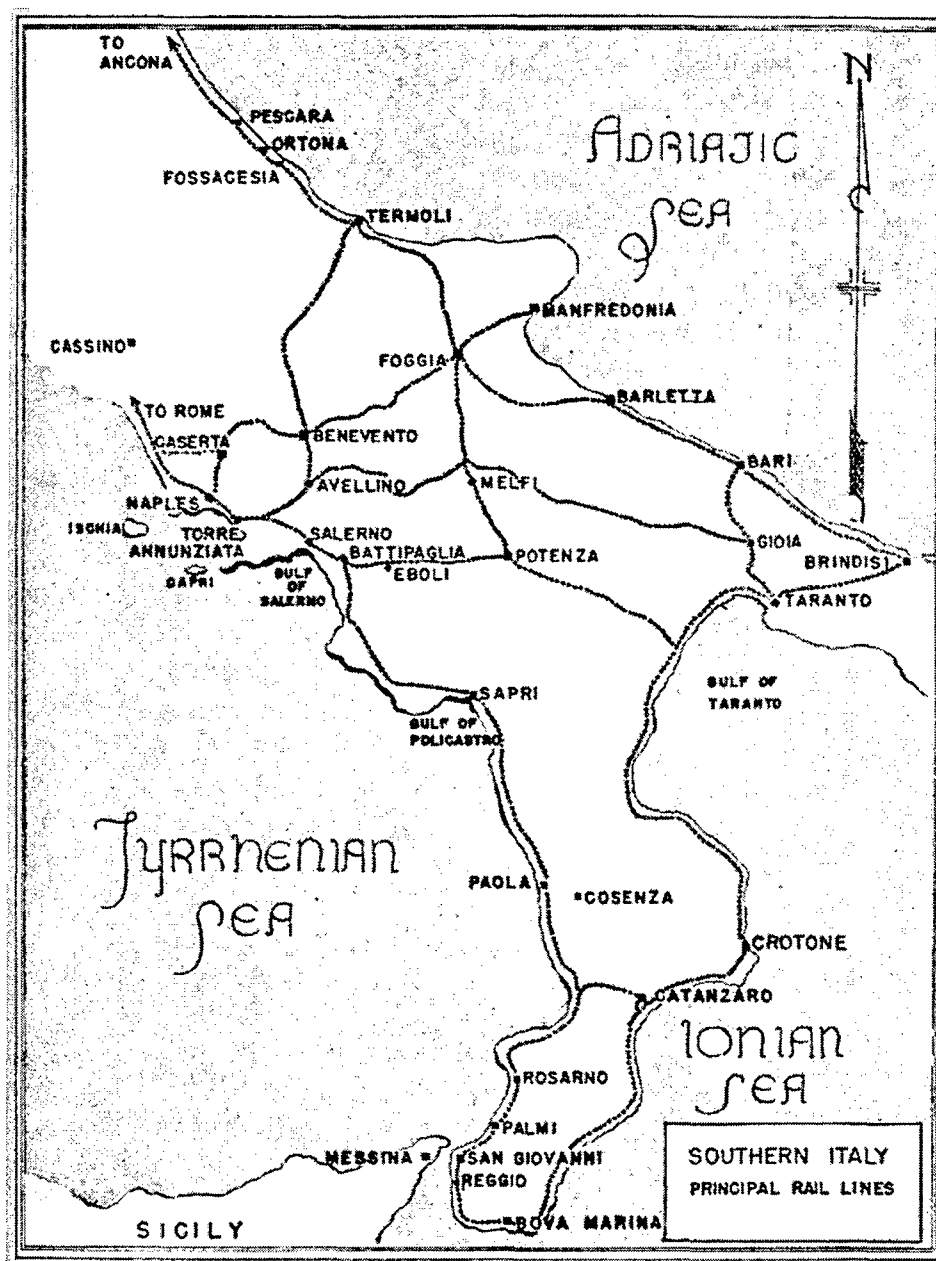 TO
ANCONA
N
PESCARA
ORTONA
FOSSACESIA
ADRIATIC
SEA
TERMOLI
MANFREDONIA
CASSINO
FOGGIA
BARLETTA
TO ROME
CASERTA
BENEVENTO
BARI
AVELLINO
MELFI
NAPLES
ISCHIA
TORRE
ANNUNZIATA
SALERNO
GIOIA
BATTIPAGLIA
POTENZA
BRINDISI
EBOLI
CAPRI
GULF
OF
SALERNO
TARANTO
SAPRI
GULF OF
TARANTO
GULF OF
POLICASTRO
TYRRHENIAN
SEA
PAOLA
COSENZA
CROTONE
CATANZARO
IONIAN
SEA
ROSARNO
PALMI
MESSINA
SAN GIOVANNI
REGGIO
BOVA MARINA
SICILY
SOUTHERN ITALY
PRINCIPAL RAIL LINES